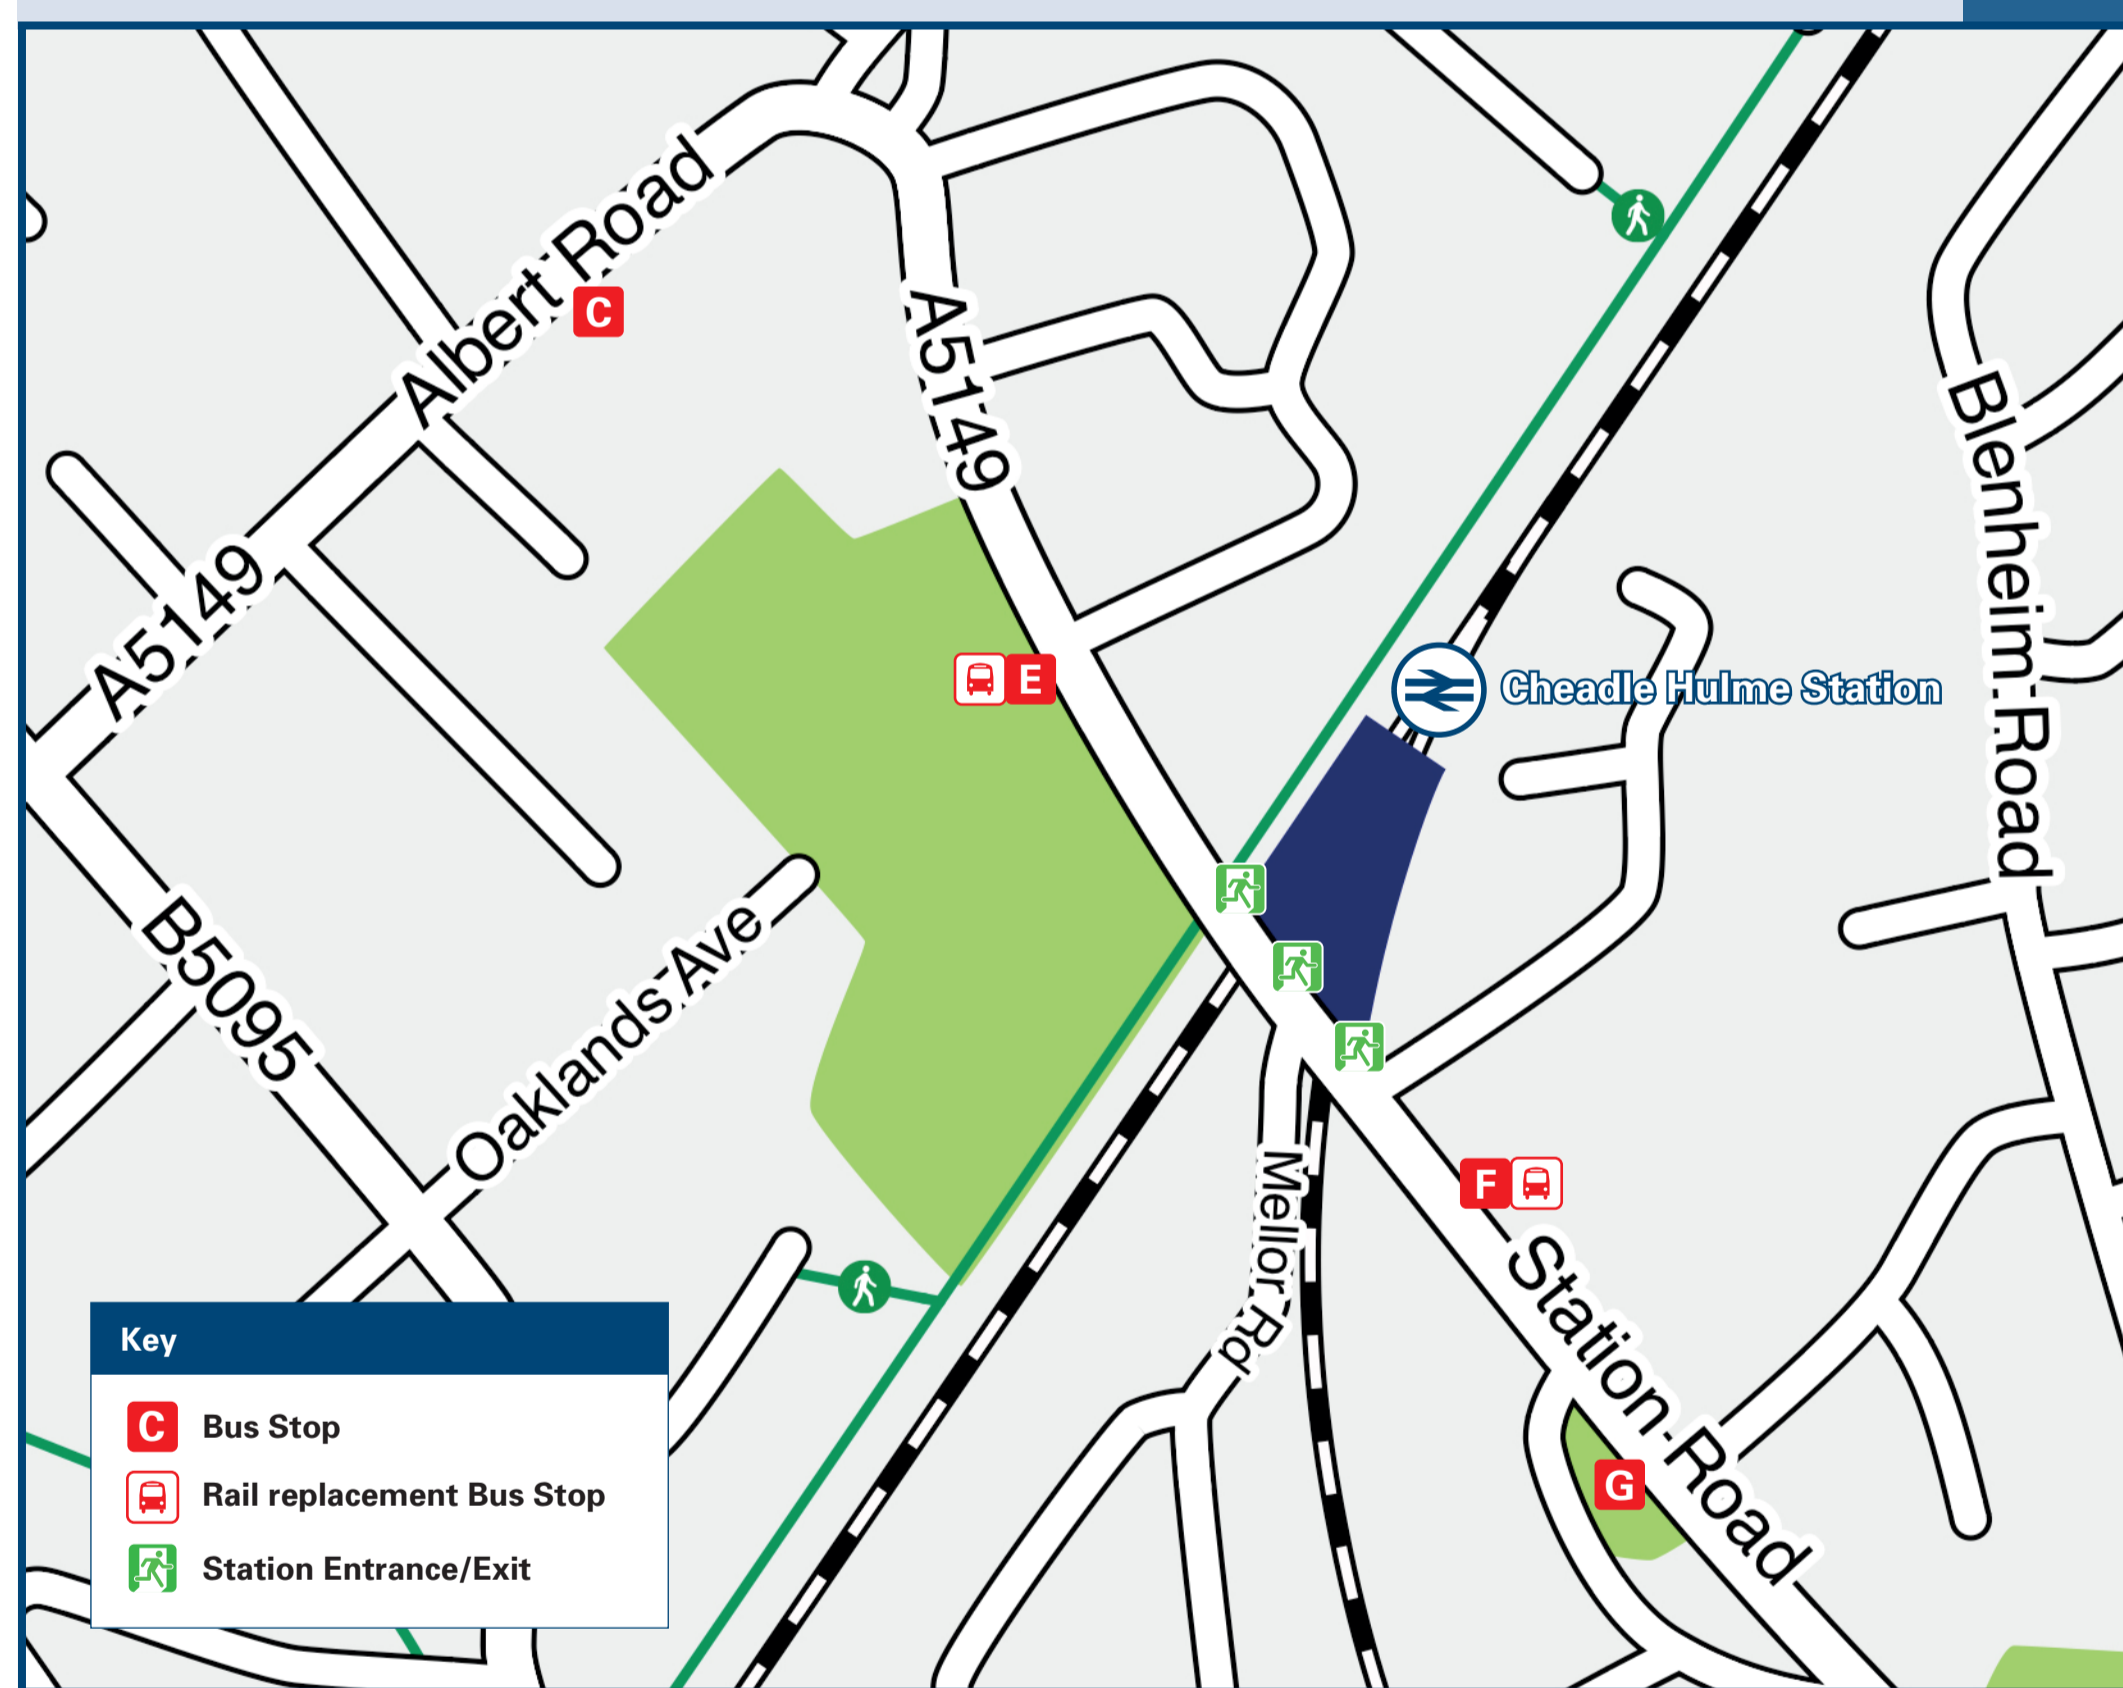 Albert Road
C
A5149
A5149
E
Cheadle Hulme Station
Blenheim Road
B5095
Oaklands Ave
Mellor Rd
F
Station Road
G
Key
C Bus Stop
Rail replacement Bus Stop
Station Entrance/Exit